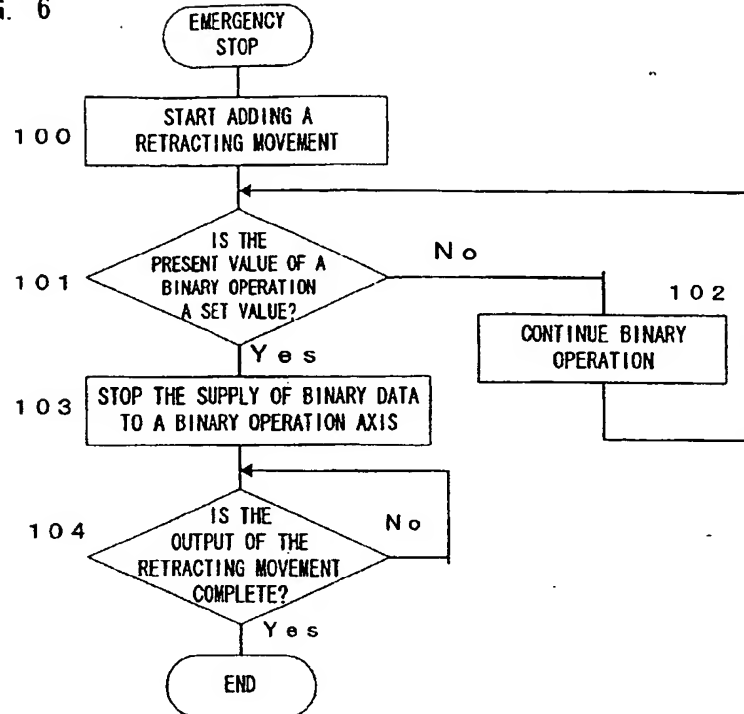 G. 6
EMERGENCY
STOP
100
START ADDING A
RETRACTING MOVEMENT
101
IS THE
PRESENT VALUE OF A
BINARY OPERATION
A SET VALUE?
No
102
CONTINUE BINARY
OPERATION
Yes
103
STOP THE SUPPLY OF BINARY DATA
TO A BINARY OPERATION AXIS
104
IS THE
OUTPUT OF THE
RETRACTING MOVEMENT
COMPLETE?
No
Yes
END